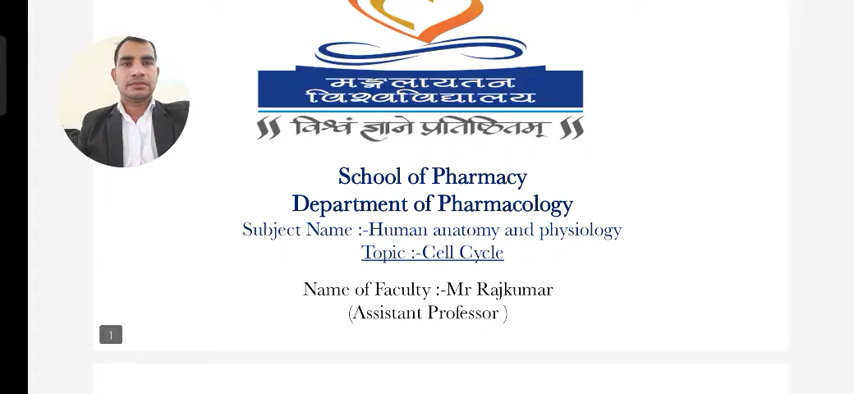 मङ्गलायतन
विश्वविद्यालय
॥ विश्वं ज्ञाने प्रतिष्ठितम् ॥
School of Pharmacy
Department of Pharmacology
Subject Name :-Human anatomy and physiology
Topic :-Cell Cycle
Name of Faculty :-Mr Rajkumar
(Assistant Professor )
1